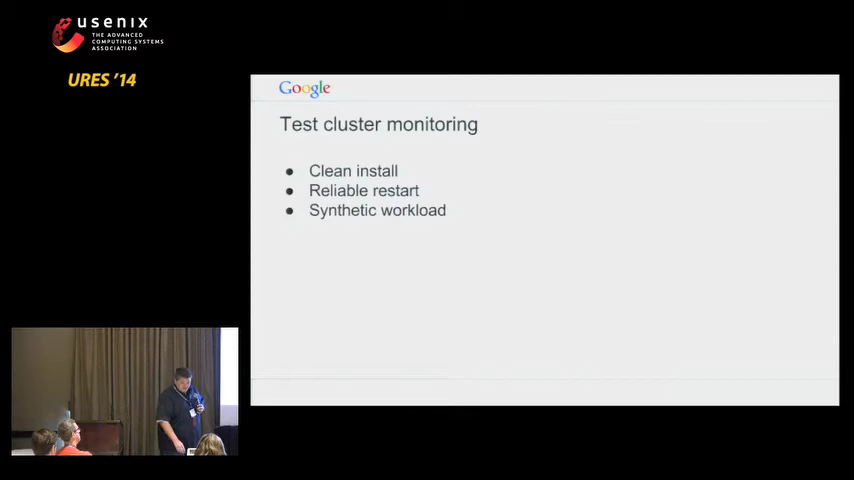 usenix
THE ADVANCED
COMPUTING SYSTEMS
ASSOCIATION
URES '14
Google
Test cluster monitoring
● Clean install
● Reliable restart
● Synthetic workload